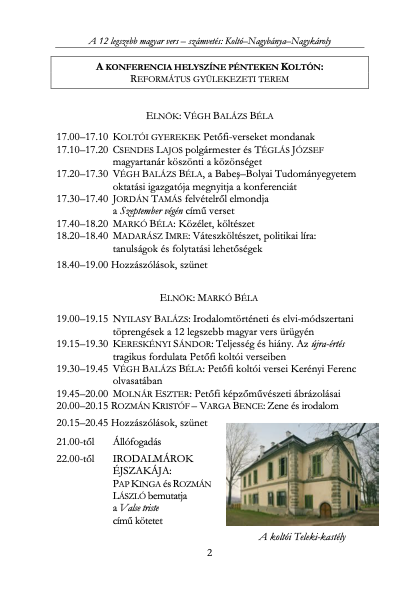 A 12 legszebb magyar vers – számvetés: Koltó–Nagybánya–Nagykároly
A KONFERENCIA HELYSZÍNE PÉNTEKEN KOLTÓN:
REFORMÁTUS GYÜLEKEZETI TEREM
ELNÖK: VÉGH BALÁZS BÉLA
17.00–17.10 KOLTÓI GYEREKEK Petőfi-verseket mondanak
17.10–17.20 CSENDES LAJOS polgármester és TÉGLÁS JÓZSEF
magyartanár köszönti a közönséget
17.20–17.30 VÉGH BALÁZS BÉLA, a Babeş–Bolyai Tudományegyetem
oktatási igazgatója megnyitja a konferenciát
17.30–17.40 JORDÁN TAMÁS felvételről elmondja
a Szeptember végén című verset
17.40–18.20 MARKÓ BÉLA: Közélet, költészet
18.20–18.40 MADARÁSZ IMRE: Váteszköltészet, politikai líra:
tanulságok és folytatási lehetőségek
18.40–19.00 Hozzászólások, szünet
ELNÖK: MARKÓ BÉLA
19.00–19.15 NYILASY BALÁZS: Irodalomtörténeti és elvi-módszertani
töprengések a 12 legszebb magyar vers ürügyén
19.15–19.30 KERESKÉNYI SÁNDOR: Teljesség és hiány. Az újra-értés
tragikus fordulata Petőfi koltói verseiben
19.30–19.45 VÉGH BALÁZS BÉLA: Petőfi koltói versei Kerényi Ferenc
olvasatában
19.45–20.00 MOLNÁR ESZTER: Petőfi képzőművészeti ábrázolásai
20.00–20.15 ROZMÁN KRISTÓF – VARGA BENCE: Zene és irodalom
20.15–20.45 Hozzászólások, szünet
21.00-től Állófogadás
22.00-től IRODALMÁROK
ÉJSZAKÁJA:
PAP KINGA és ROZMÁN
LÁSZLÓ bemutatja
a Valse triste
című kötetet
A koltói Teleki-kastély
2